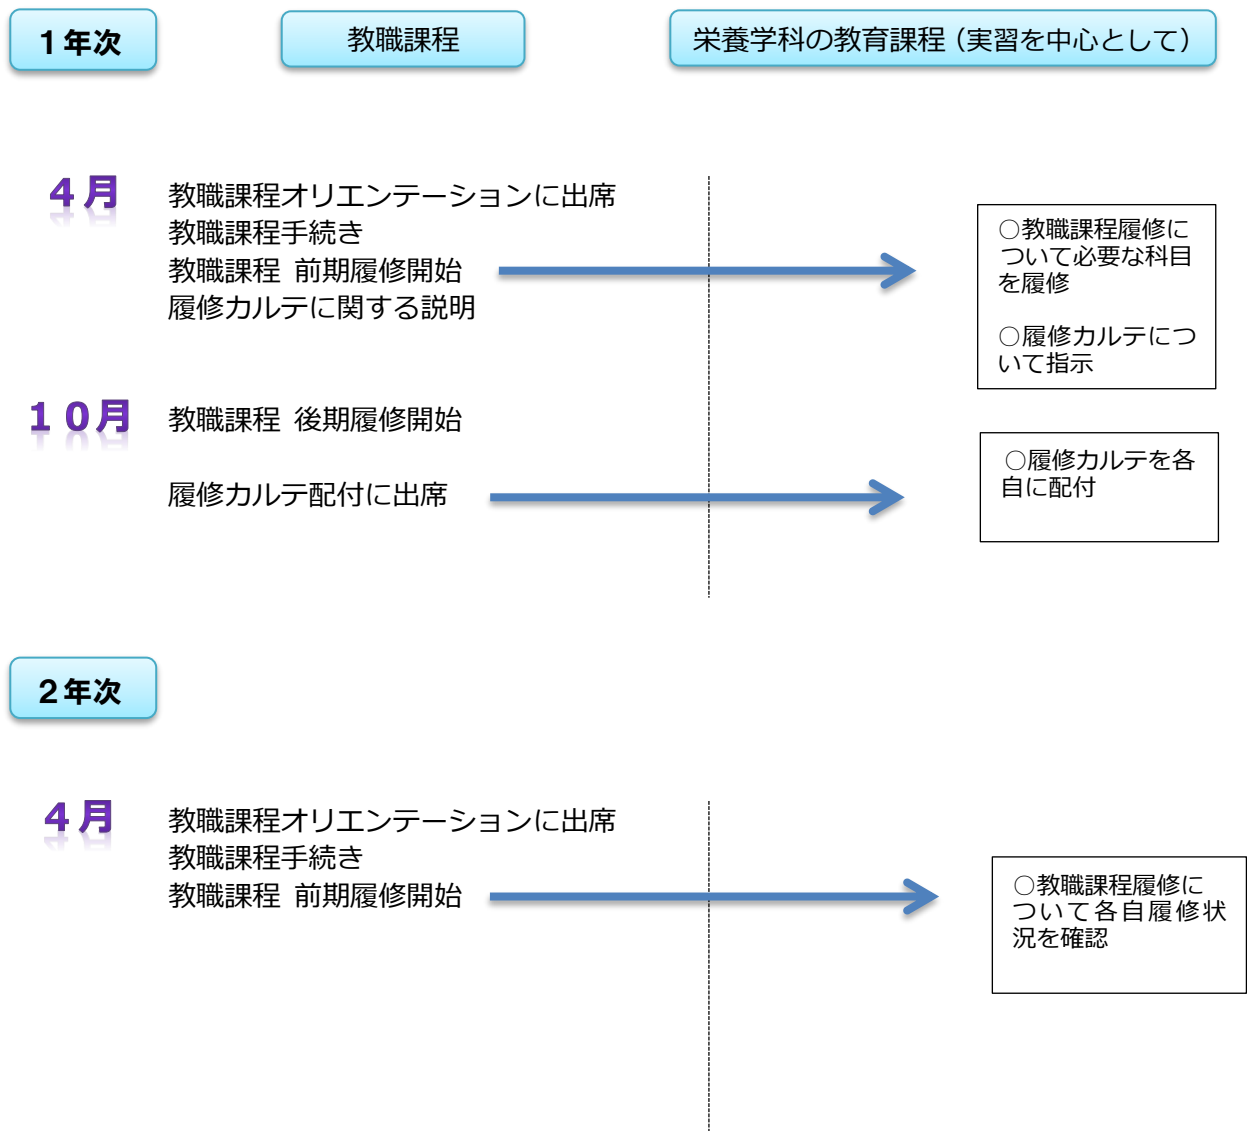 1年次
教職課程
栄養学科の教育課程（実習を中心として）
4月
教職課程オリエンテーションに出席
教職課程手続き
教職課程 前期履修開始
履修カルテに関する説明
○教職課程履修に
ついて必要な科目
を履修
○履修カルテにつ
いて指示
10月
教職課程 後期履修開始
履修カルテ配付に出席
○履修カルテを各
自に配付
2年次
4月
教職課程オリエンテーションに出席
教職課程手続き
教職課程 前期履修開始
○教職課程履修に
ついて各自履修状
況を確認